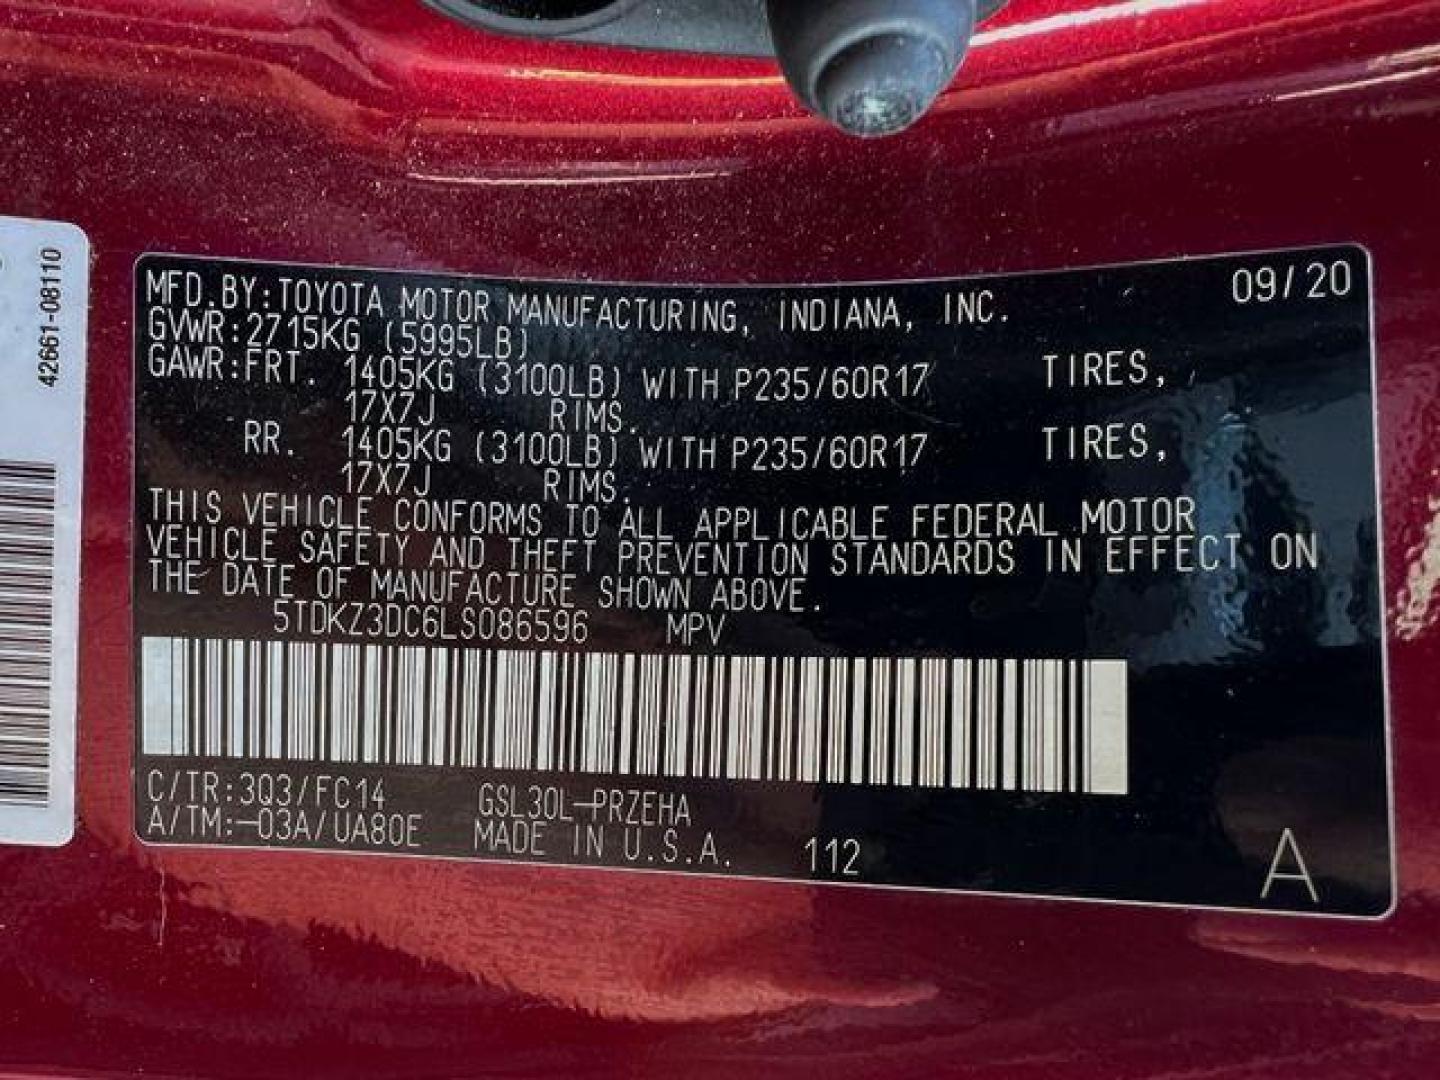 42661-08110
MFD.BY:TOYOTA MOTOR MANUFACTURING, INDIANA, INC. 09/20
GVWR:2715KG (5995LB)
GAWR:FRT. 1405KG (3100LB) WITH P235/60R17 TIRES,
17X7J RIMS.
RR. 1405KG (3100LB) WITH P235/60R17 TIRES,
17X7J RIMS.
THIS VEHICLE CONFORMS TO ALL APPLICABLE FEDERAL MOTOR
VEHICLE SAFETY AND THEFT PREVENTION STANDARDS IN EFFECT ON
THE DATE OF MANUFACTURE SHOWN ABOVE.
5TDKZ3DC6LS086596 MPV
C/TR:3Q3/FC14 GSL30L-PRZEHA
A/TM:-03A/UA80E MADE IN U.S.A. 112 A